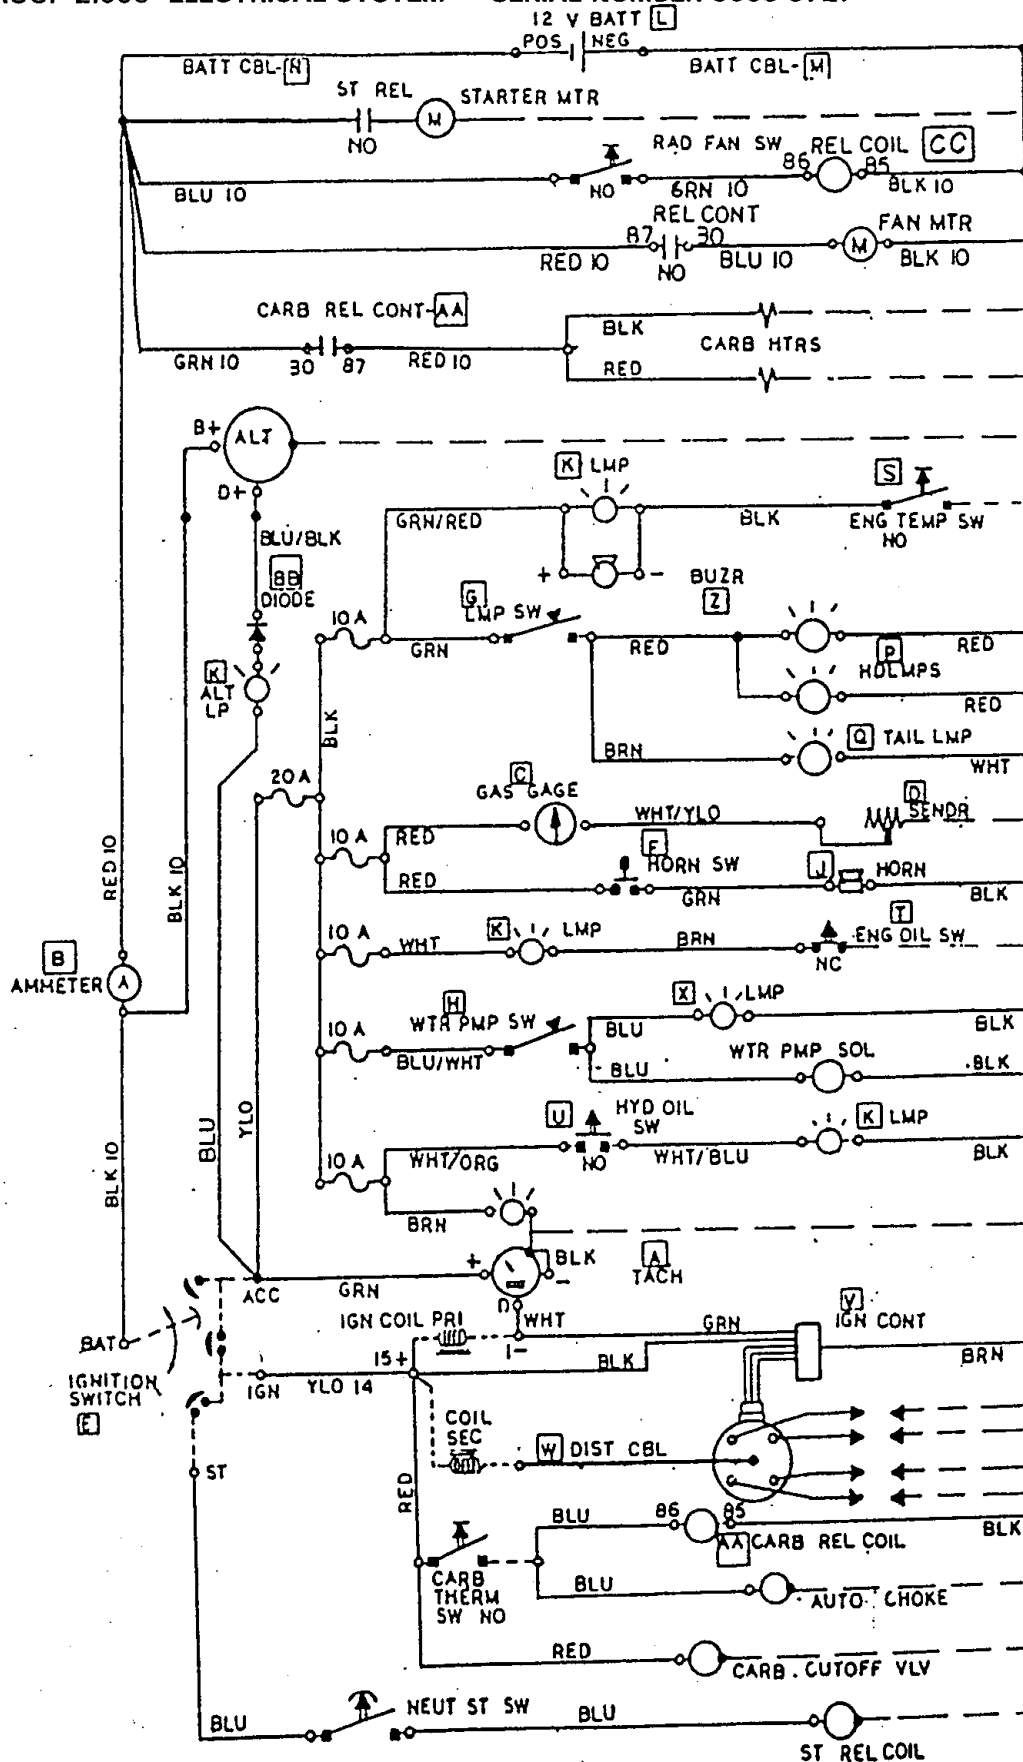 ELECTRICAL SYSTEM
SERIAL NUMBER
12 V BATT L
POS NEG
BATT CBL-N
BATT CBL-M
ST REL
STARTER MTR
M
NO
RAD FAN SW
REL COIL CC
86
85
BLU 10
NO
GRN 10
BLK 10
REL CONT
FAN MTR
87
30
M
RED 10
NO
BLU 10
BLK 10
CARB REL CONT-AA
BLK
CARB HTRS
GRN 10
30
87
RED 10
RED
B+
ALT
D+
K LMP
S
GRN/RED
BLK
ENG TEMP SW
NO
BLU/BLK
BB
DIODE
+
-
BUZR
Z
G
LMP SW
10 A
GRN
RED
RED
P
HDLMPS
K
ALT
LP
RED
BLK
BRN
Q TAIL LMP
WHT
20 A
C
GAS GAGE
D
SENDR
10 A
RED
WHT/YLO
F
HORN SW
J
HORN
RED
GRN
BLK
RED 10
BLK 10
T
10 A
WHT
K
LMP
BRN
ENG OIL SW
NC
B
AMMETER
A
X
LMP
H
WTR PMP SW
10 A
BLU
BLK
BLU/WHT
WTR PMP SOL
BLU
BLK
U
HYD OIL
SW
K LMP
BLK 10
BLU
YLO
10 A
WHT/ORG
NO
WHT/BLU
BLK
BRN
+
BLK
-
A
TACH
ACC
GRN
WHT
IGN COIL PRI
GRN
V
IGN CONT
BAT
1-
15+
BLK
BRN
IGNITION
SWITCH
E
IGN
YLO 14
COIL
SEC
W DIST CBL
ST
RED
BLU
86
85
AA CARB REL COIL
BLK
CARB
THERM
SW NO
BLU
AUTO CHOKE
RED
CARB. CUTOFF VLV
BLU
NEUT ST SW
BLU
ST REL COIL